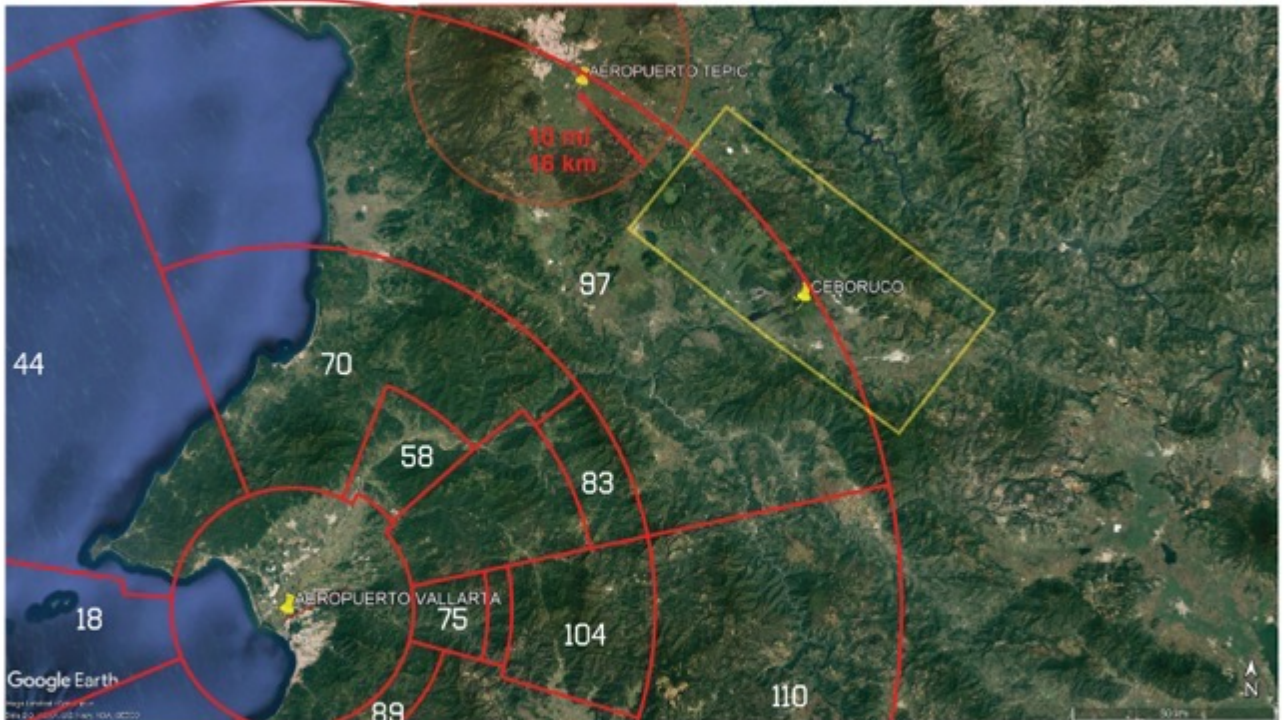 AEROPUERTO TEPIC
10 mi
16 km
97
CEBORUCO
44
70
58
83
AEROPUERTO VALLARTA
18
75
104
Google Earth
N
110
89